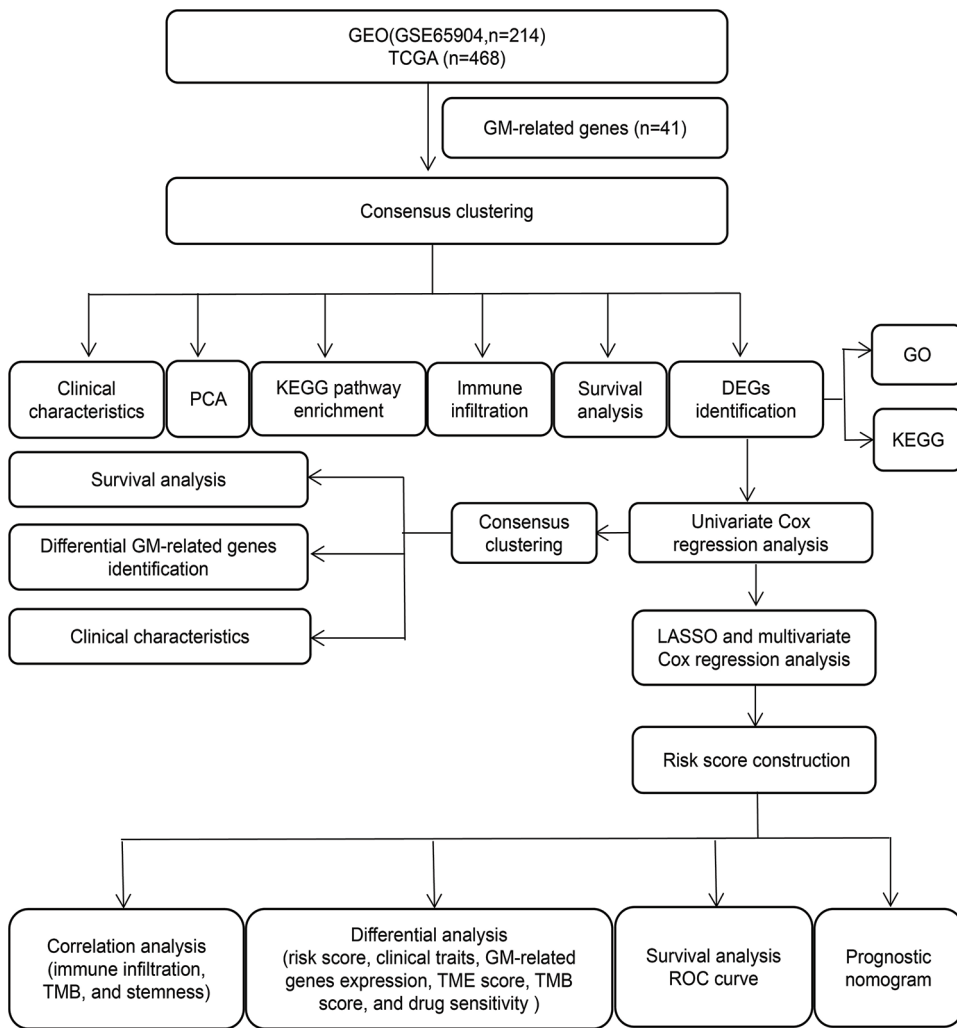 GEO(GSE65904,n=214)
TCGA (n=468)
GM-related genes (n=41)
Consensus clustering
Clinical
characteristics
PCA
KEGG pathway
enrichment
Immune
infiltration
Survival
analysis
DEGs
identification
GO
KEGG
Survival analysis
Differential GM-related genes
identification
Clinical characteristics
Consensus
clustering
Univariate Cox
regression analysis
LASSO and multivariate
Cox regression analysis
Risk score construction
Correlation analysis
(immune infiltration,
TMB, and stemness)
Differential analysis
(risk score, clinical traits, GM-related
genes expression, TME score, TMB
score, and drug sensitivity )
Survival analysis
ROC curve
Prognostic
nomogram